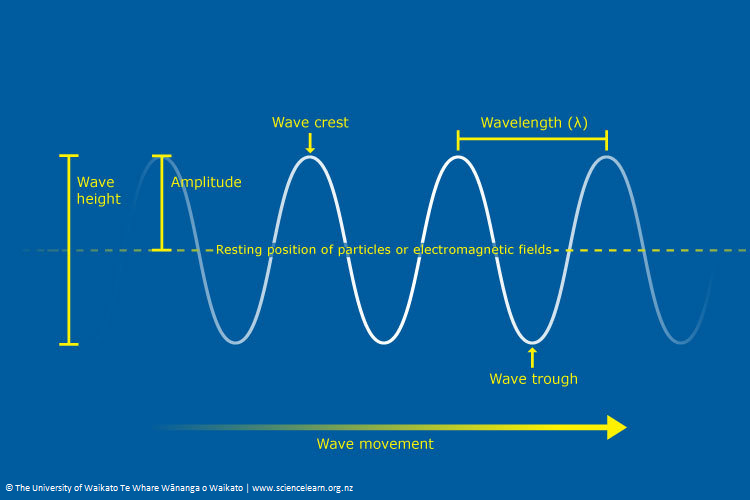 Wave crest
Wavelength (λ)
Wave
height
Amplitude
Resting position of particles or electromagnetic fields
Wave trough
Wave movement
© The University of Waikato Te Whare Wānanga o Waikato | www.sciencelearn.org.nz